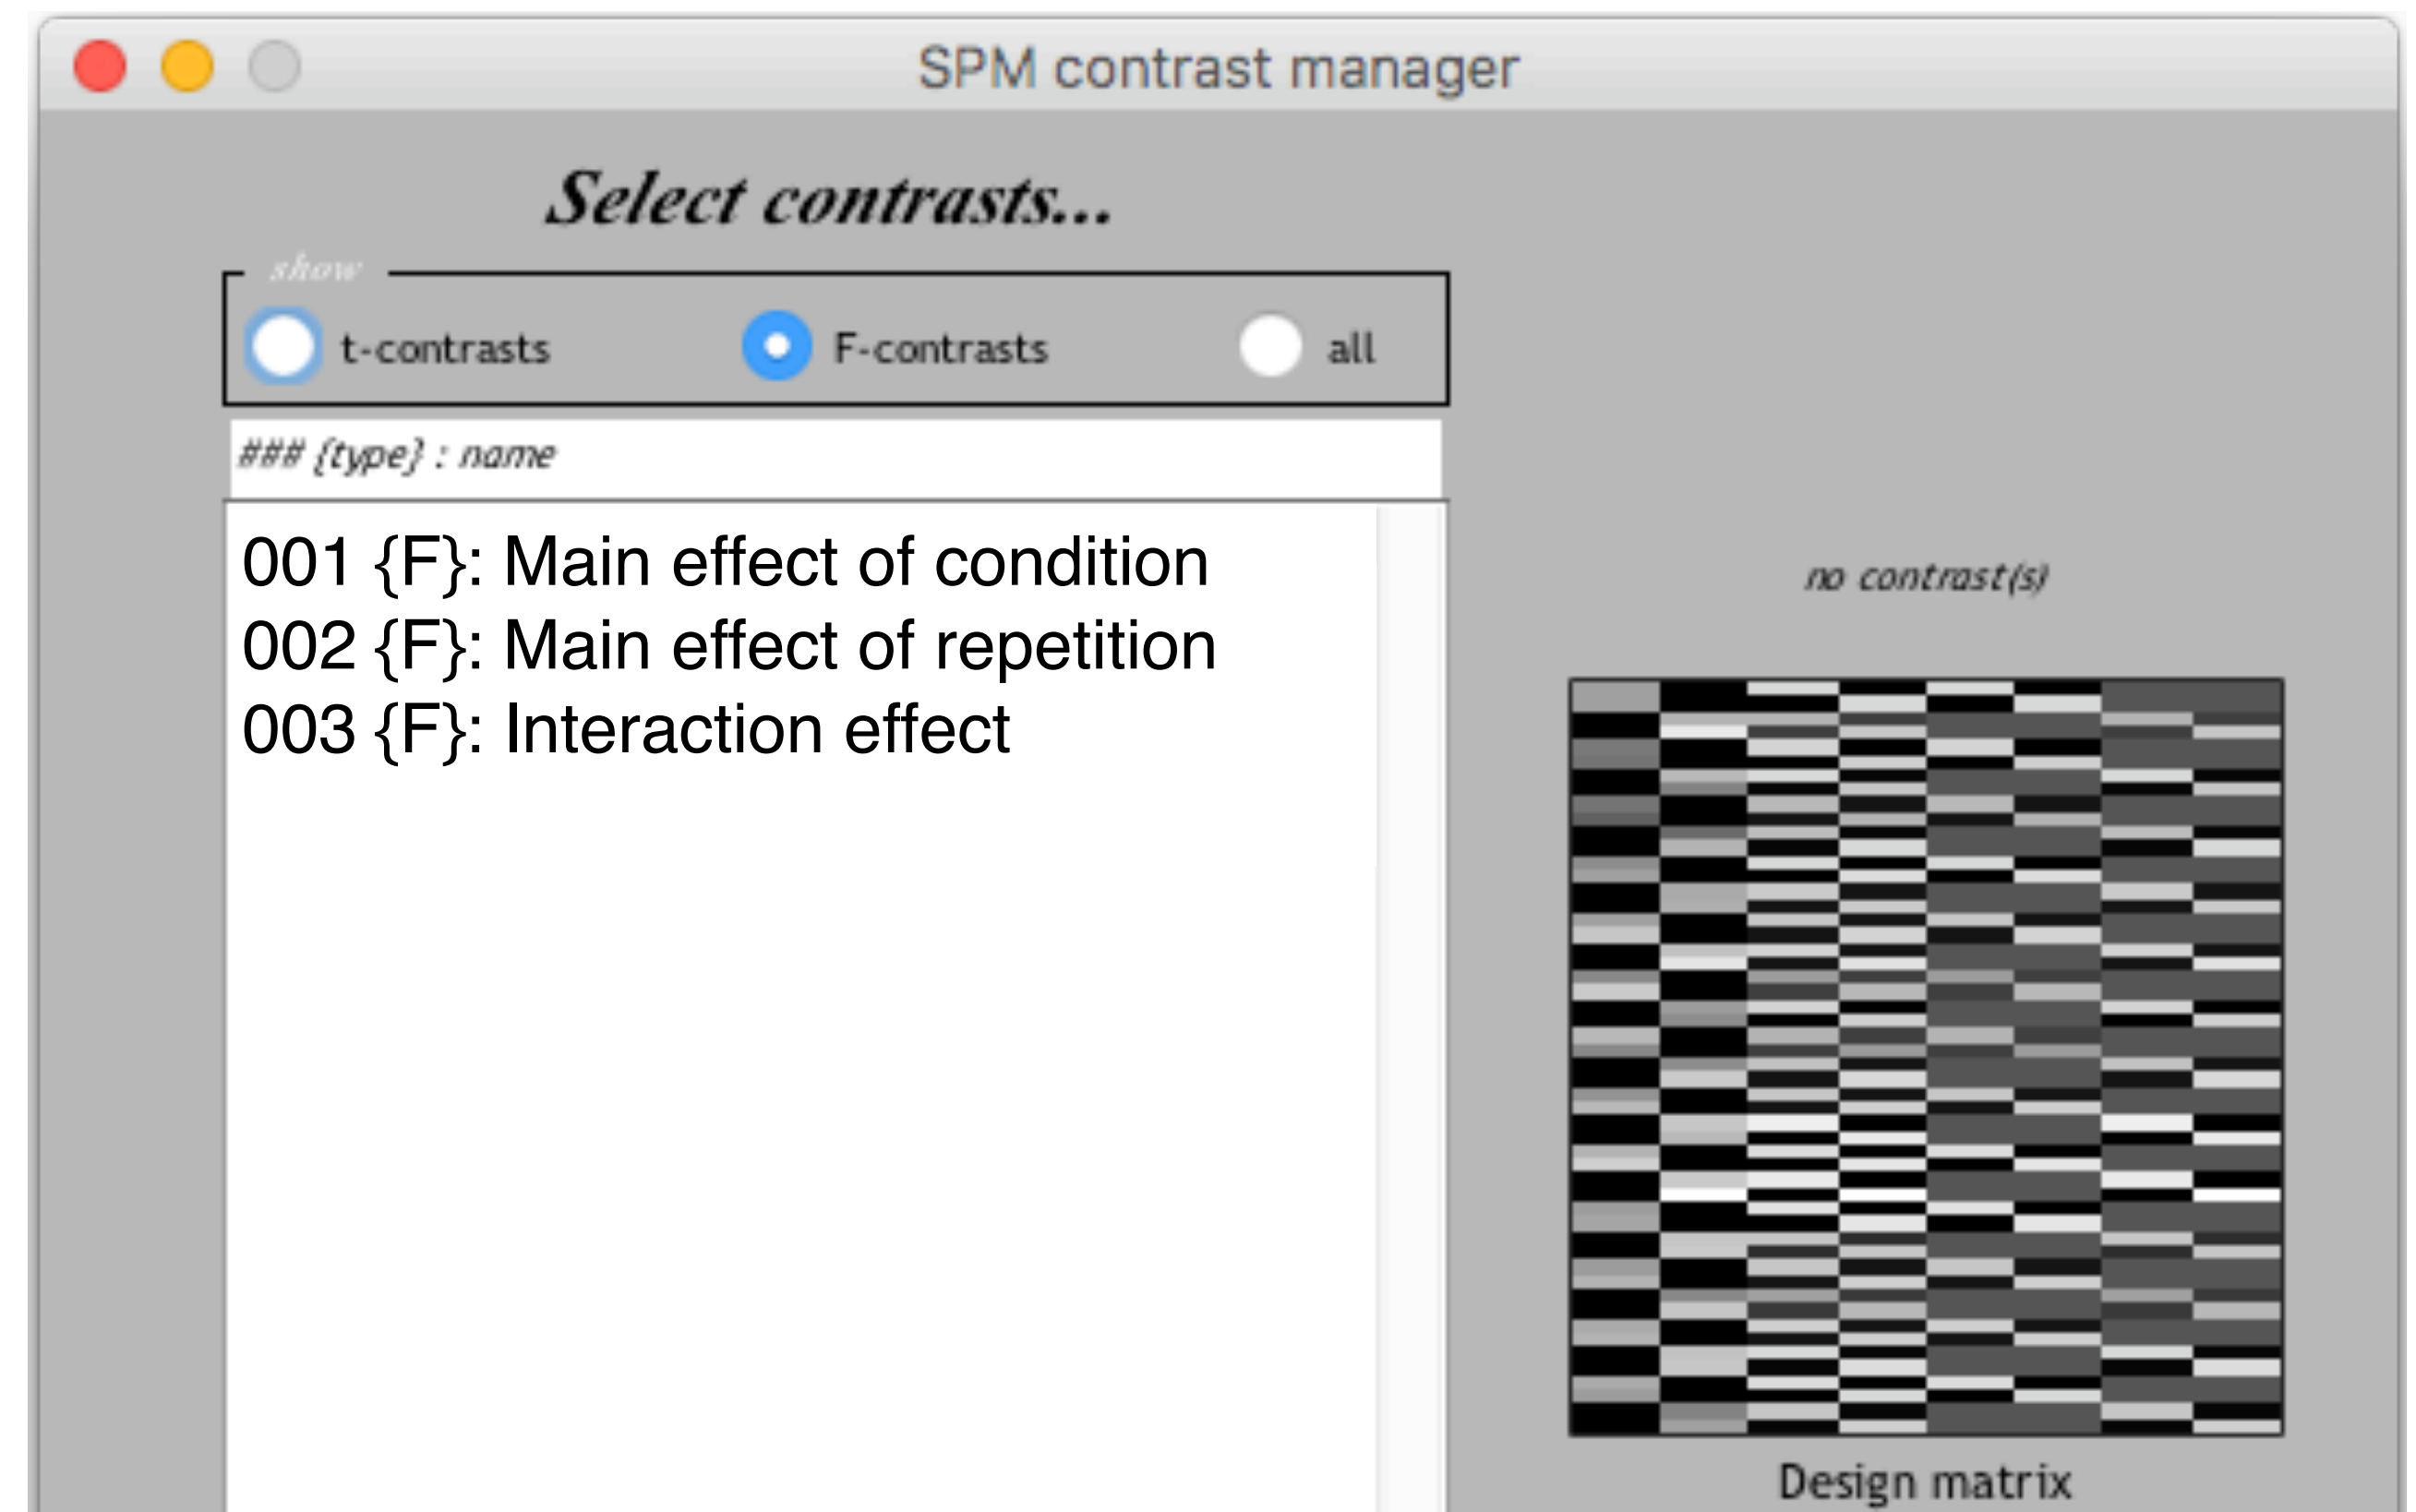 SPM contrast manager
Select contrasts...
show
t-contrasts F-contrasts all
### {type} : name
001 {F}: Main effect of condition
002 {F}: Main effect of repetition
003 {F}: Interaction effect
no contrast(s)
Design matrix